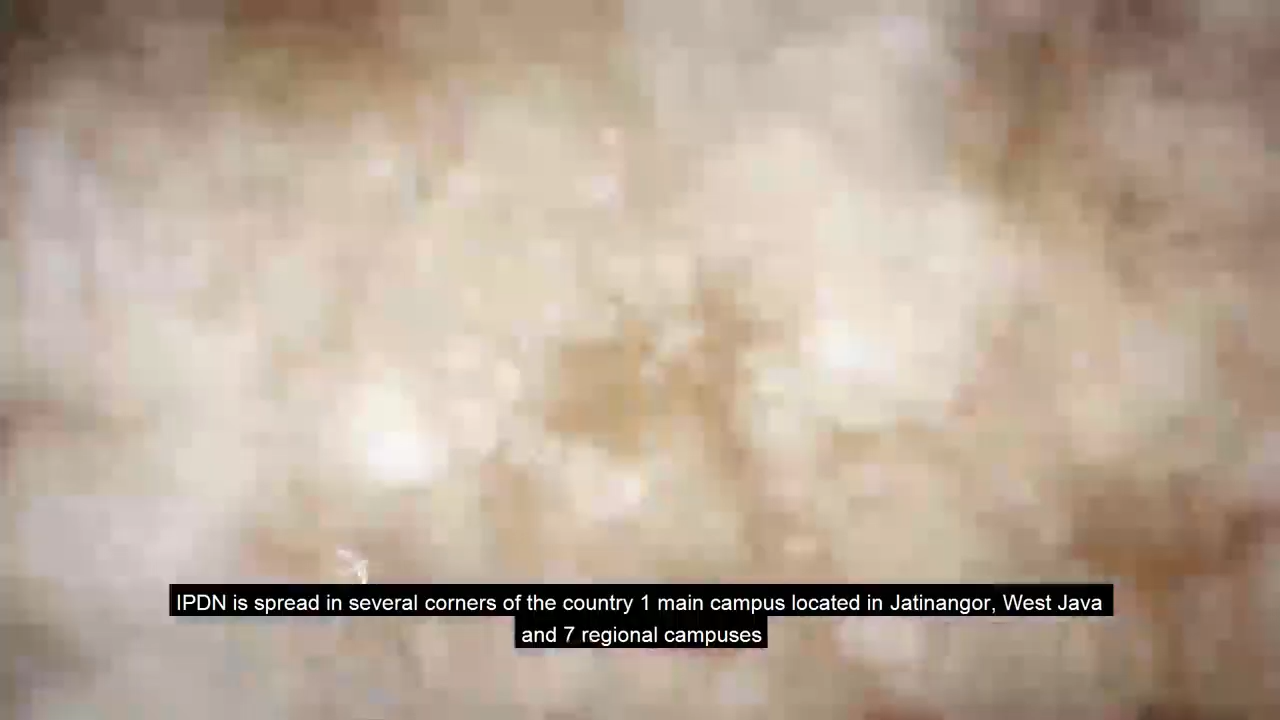 IPDN is spread in several corners of the country 1 main campus located in Jatinangor, West Java
and 7 regional campuses